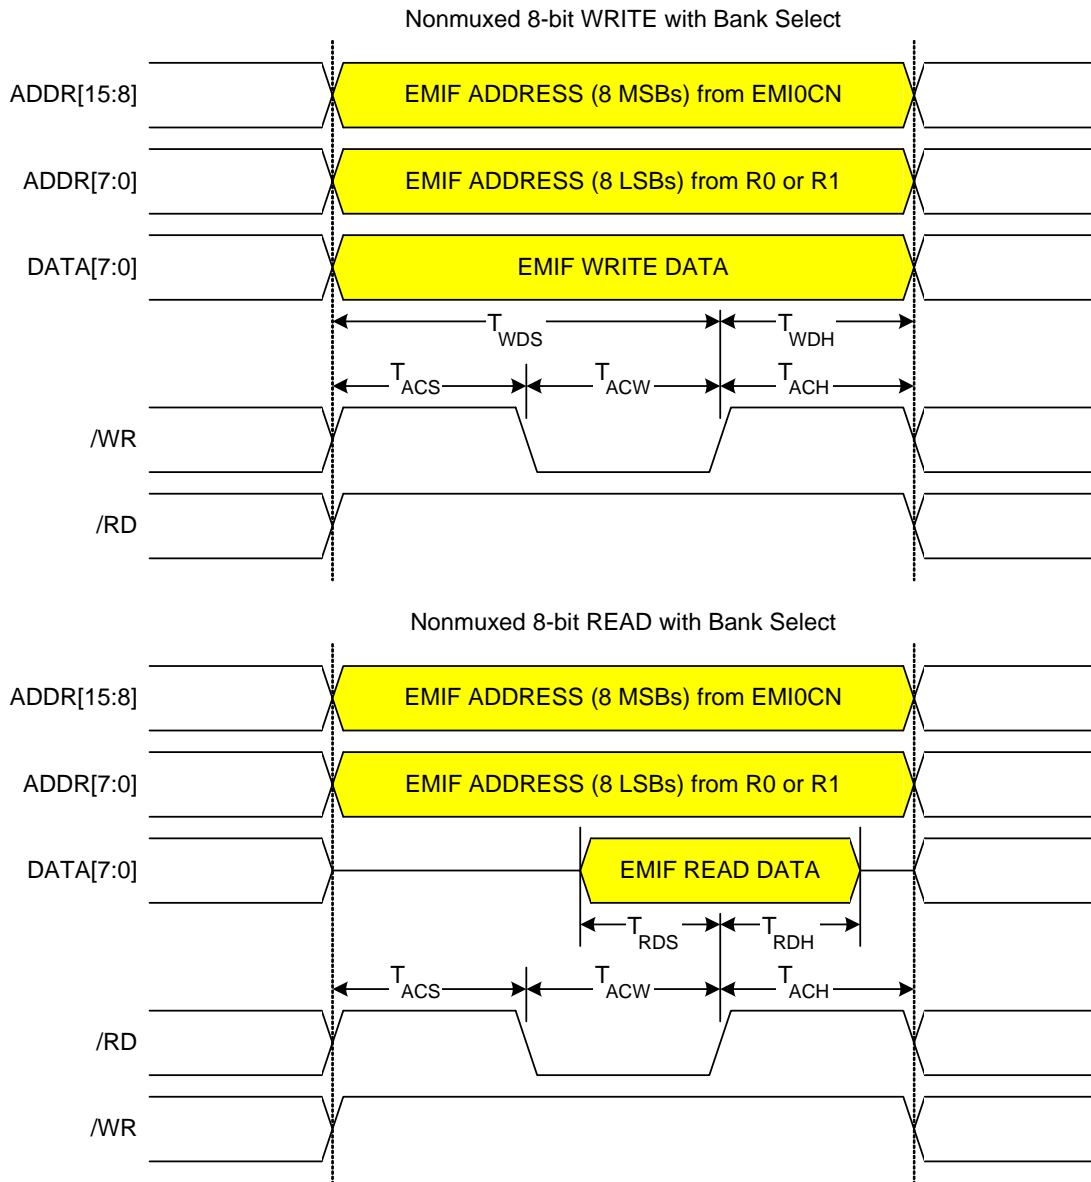 Nonmuxed 8-bit WRITE with Bank Select
ADDR[15:8]
EMIF ADDRESS (8 MSBs) from EMI0CN
ADDR[7:0]
EMIF ADDRESS (8 LSBs) from R0 or R1
DATA[7:0]
EMIF WRITE DATA
TWDS TWDH
TACS TACW TACH
/WR
/RD
Nonmuxed 8-bit READ with Bank Select
ADDR[15:8]
EMIF ADDRESS (8 MSBs) from EMI0CN
ADDR[7:0]
EMIF ADDRESS (8 LSBs) from R0 or R1
DATA[7:0]
EMIF READ DATA
TRDS TRDH
TACS TACW TACH
/RD
/WR